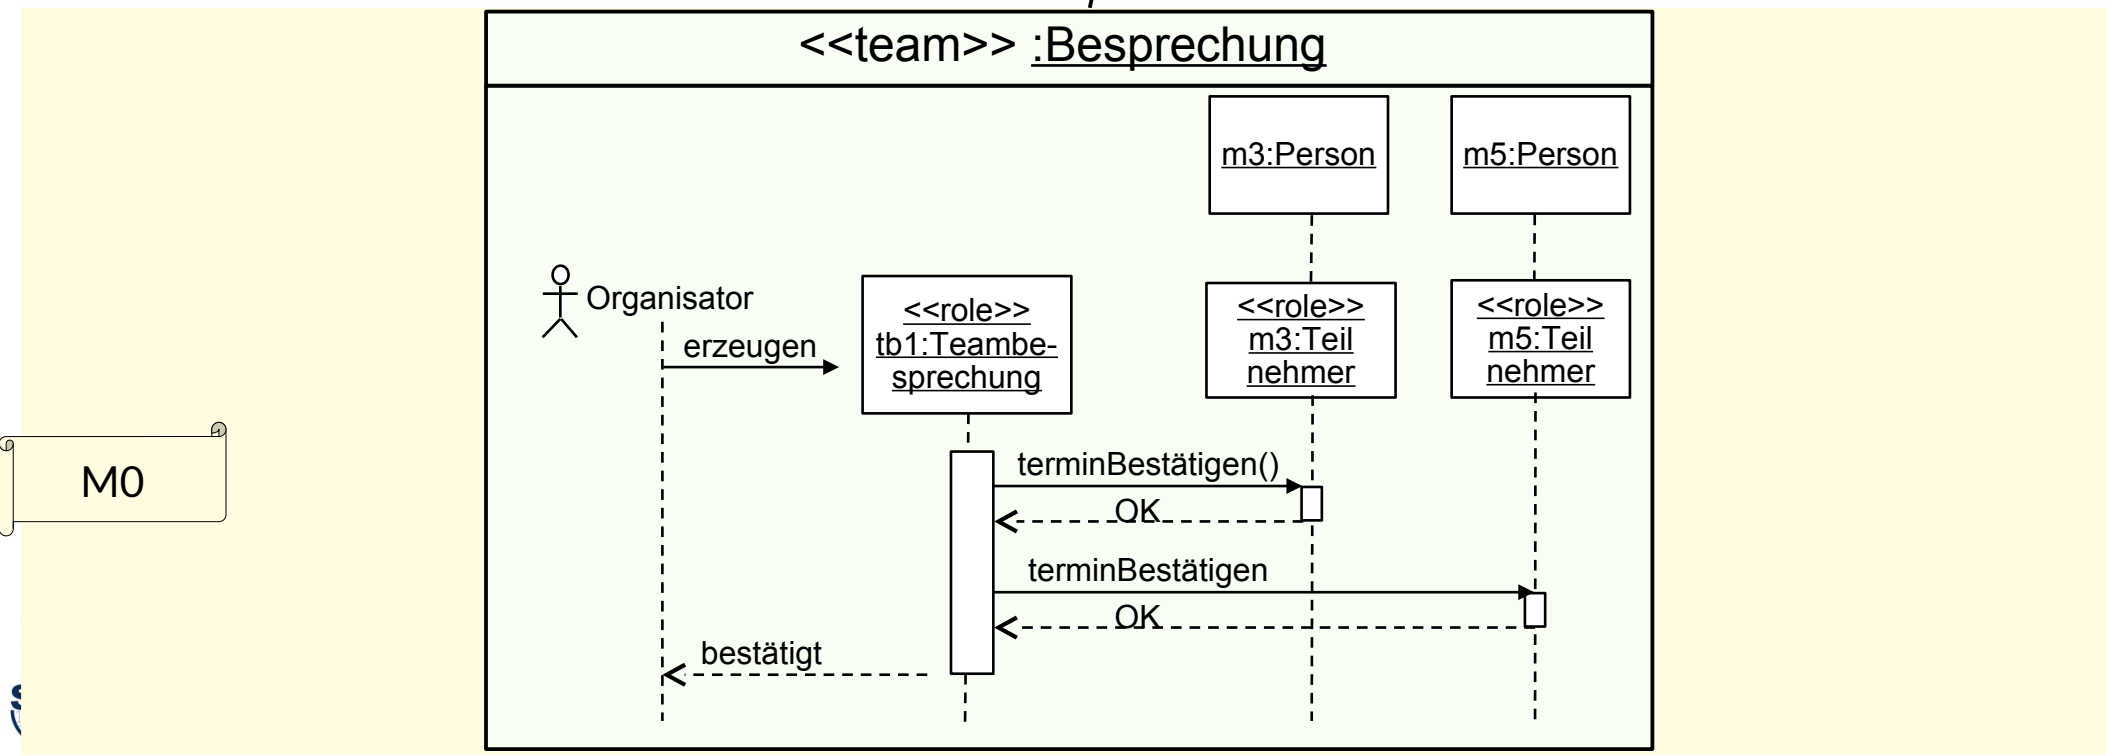 <<team>> :Besprechung
m3:Person
m5:Person
Organisator
<<role>>
tb1:Teambe-
sprechung
<<role>>
m3:Teil
nehmer
<<role>>
m5:Teil
nehmer
erzeugen
terminBestätigen()
OK
terminBestätigen
OK
bestätigt
M0